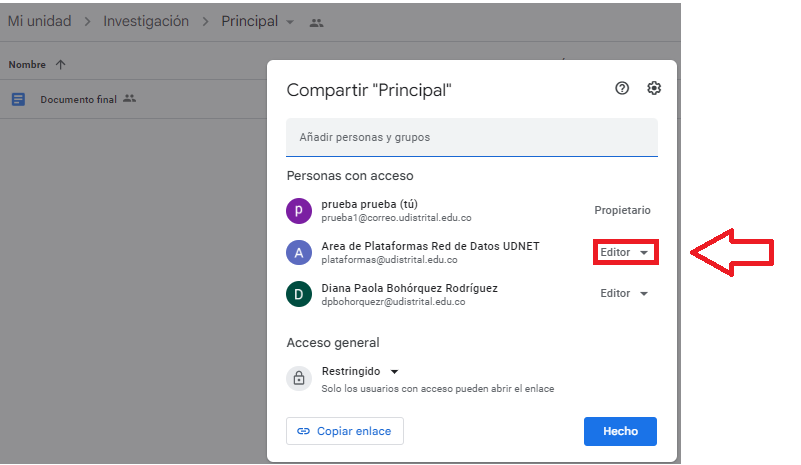 Mi unidad > Investigación > Principal
Nombre
Documento final
Compartir "Principal"
Añadir personas y grupos
Personas con acceso
P
prueba prueba (tú)
prueba1@correo.udistrital.edu.co
Propietario
A
Area de Plataformas Red de Datos UDNET
plataformas@udistrital.edu.co
Editor
D
Diana Paola Bohórquez Rodríguez
dpbohorquezr@udistrital.edu.co
Editor
Acceso general
Restringido
Solo los usuarios con acceso pueden abrir el enlace
Copiar enlace
Hecho